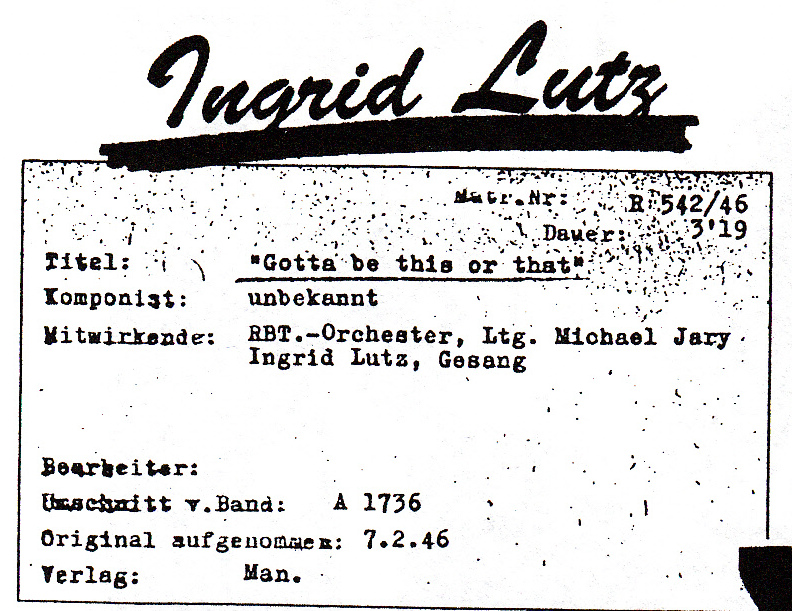 Ingrid Lutz
Matr.Nr: R 542/46
Dauer: 3'19
Titel: "Gotta be this or that"
Komponist: unbekannt
Mitwirkende: RBT.-Orchester, Ltg. Michael Jary
Ingrid Lutz, Gesang
Bearbeiter:
Umschnitt v.Band: A 1736
Original aufgenommen: 7.2.46
Verlag: Man.